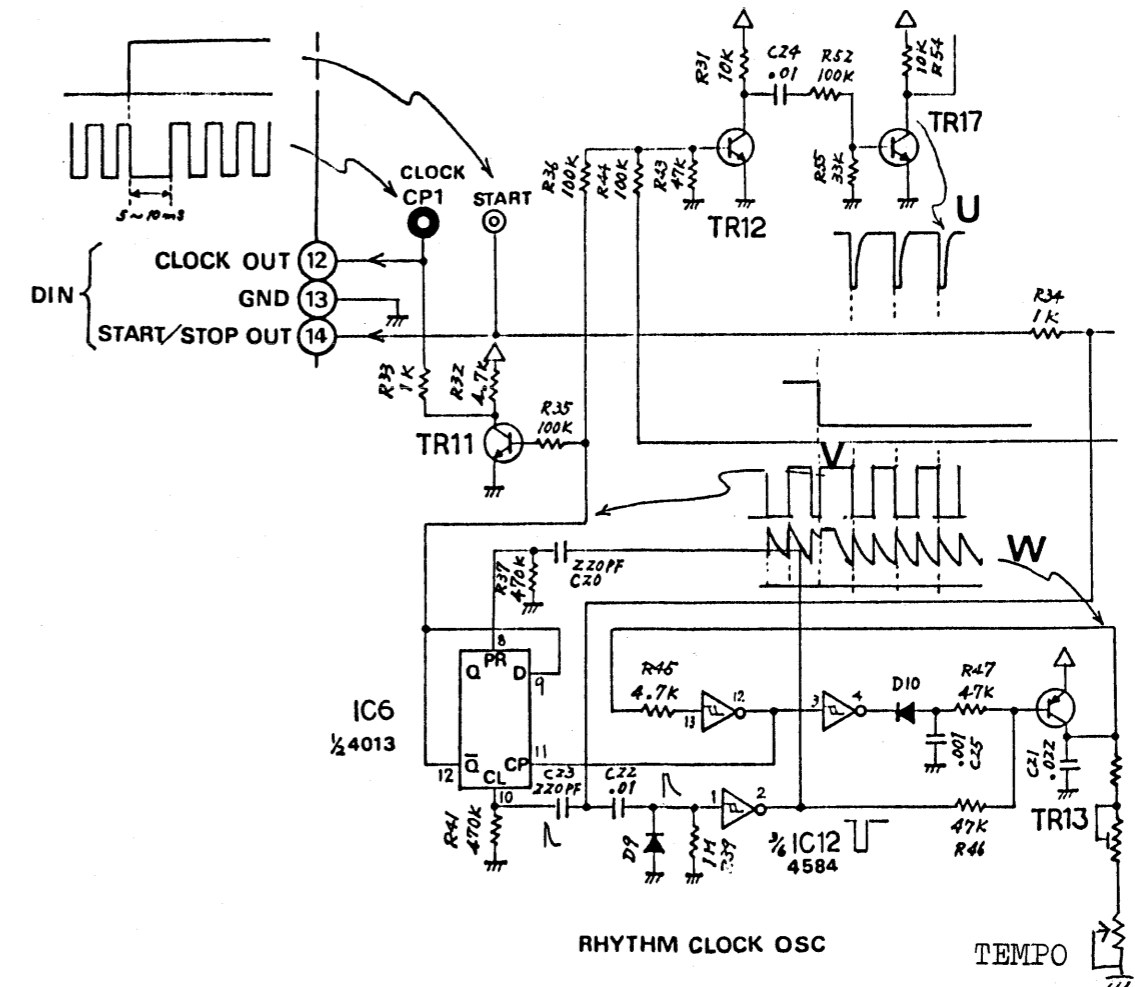 5~10mS
DIN
CLOCK OUT 12
GND 13
START/STOP OUT 14
CLOCK
CP1
START
R33
1K
R32
4.7K
TR11
R35
100K
R36
100K
R44
100K
R43
47K
R31
10K
TR12
C24
.01
R52
100K
R55
33K
10K
R54
TR17
U
R34
1K
V
W
R37
470K
220PF
C20
IC6
½4013
8
PR
Q
D
9
Q̅
12
CL
CP
11
10
R41
470K
C23
220PF
C22
.01
D9
1M
R39
1
2
3/6 IC12
4584
R45
4.7K
13
12
3
4
D10
.001
C25
R47
47K
47K
R46
C21
.022
TR13
RHYTHM CLOCK OSC
TEMPO